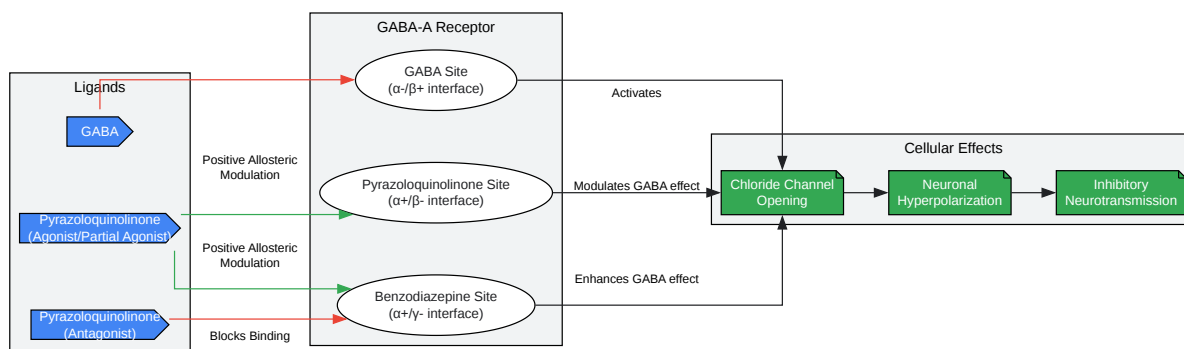 GABA-A Receptor
GABA Site
(α-/β+ interface)
Ligands
Activates
GABA
Cellular Effects
Positive Allosteric
Modulation
Pyrazoloquinolinone Site
(α+/β- interface)
Modulates GABA effect
Chloride Channel
Opening
Neuronal
Hyperpolarization
Inhibitory
Neurotransmission
Pyrazoloquinolinone
(Agonist/Partial Agonist)
Positive Allosteric
Modulation
Enhances GABA effect
Benzodiazepine Site
(α+/γ- interface)
Pyrazoloquinolinone
(Antagonist)
Blocks Binding